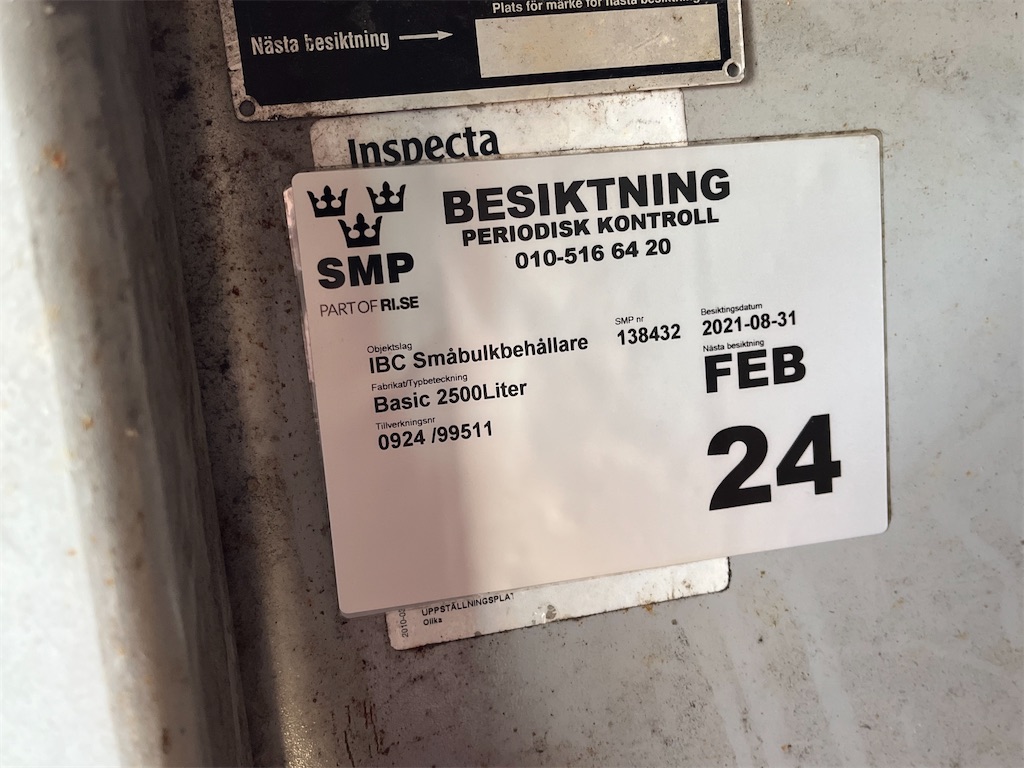 Plats för märke för nästa besiktning
Nästa besiktning
Inspecta
SMP
PART OF RI.SE
BESIKTNING
PERIODISK KONTROLL
010-516 64 20
Objektslag
IBC Småbulkbehållare
Fabrikat/Typbeteckning
Basic 2500Liter
Tillverkningsnr
0924 /99511
SMP nr
138432
Besiktingsdatum
2021-08-31
Nästa besiktning
FEB
24
UPPSTÄLLNINGSPLAT
Olika